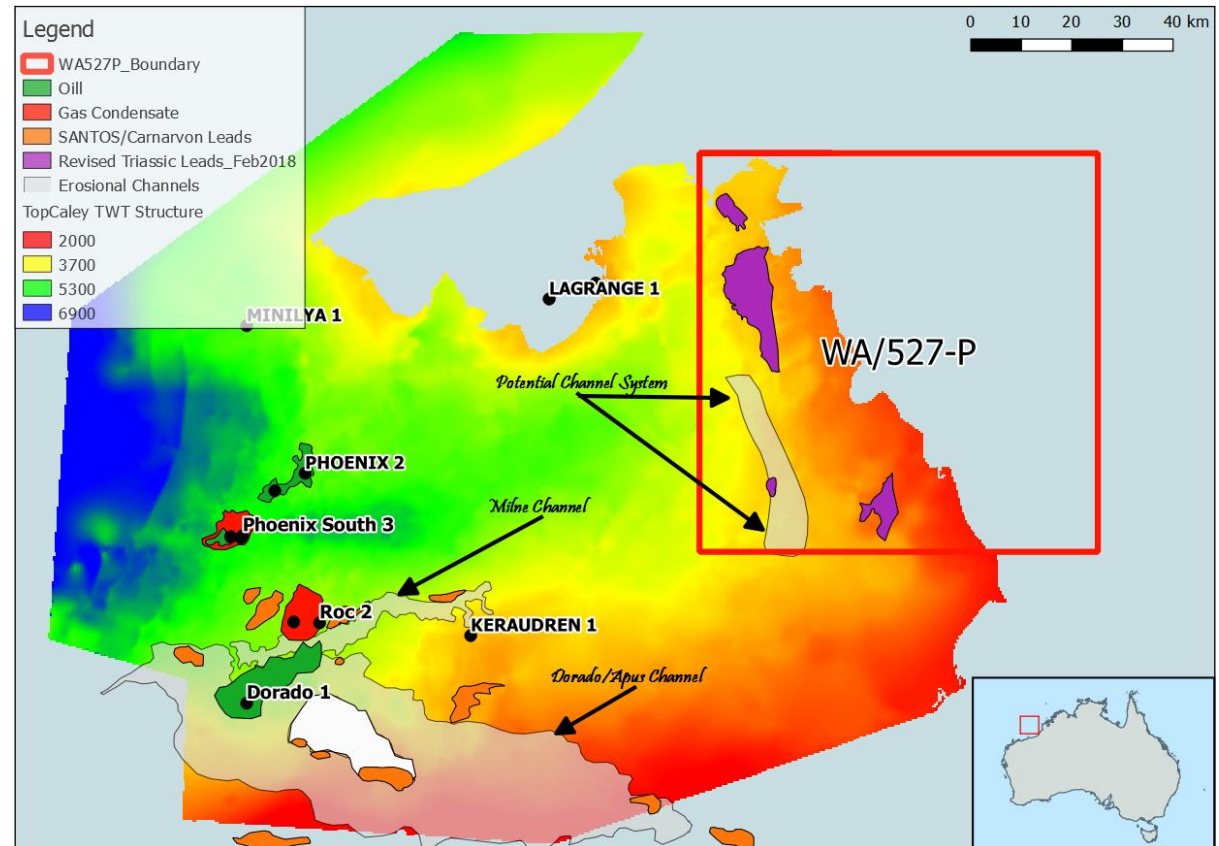 Legend
WA527P_Boundary
Oill
Gas Condensate
SANTOS/Carnarvon Leads
Revised Triassic Leads_Feb2018
Erosional Channels
TopCaley TWT Structure
2000
3700
5300
6900
0 10 20 30 40 km
MINILYA 1
LAGRANGE 1
WA/527-P
Potential Channel System
PHOENIX 2
Milne Channel
Phoenix South 3
Roc 2
KERAUDREN 1
Dorado/Apus Channel
Dorado 1